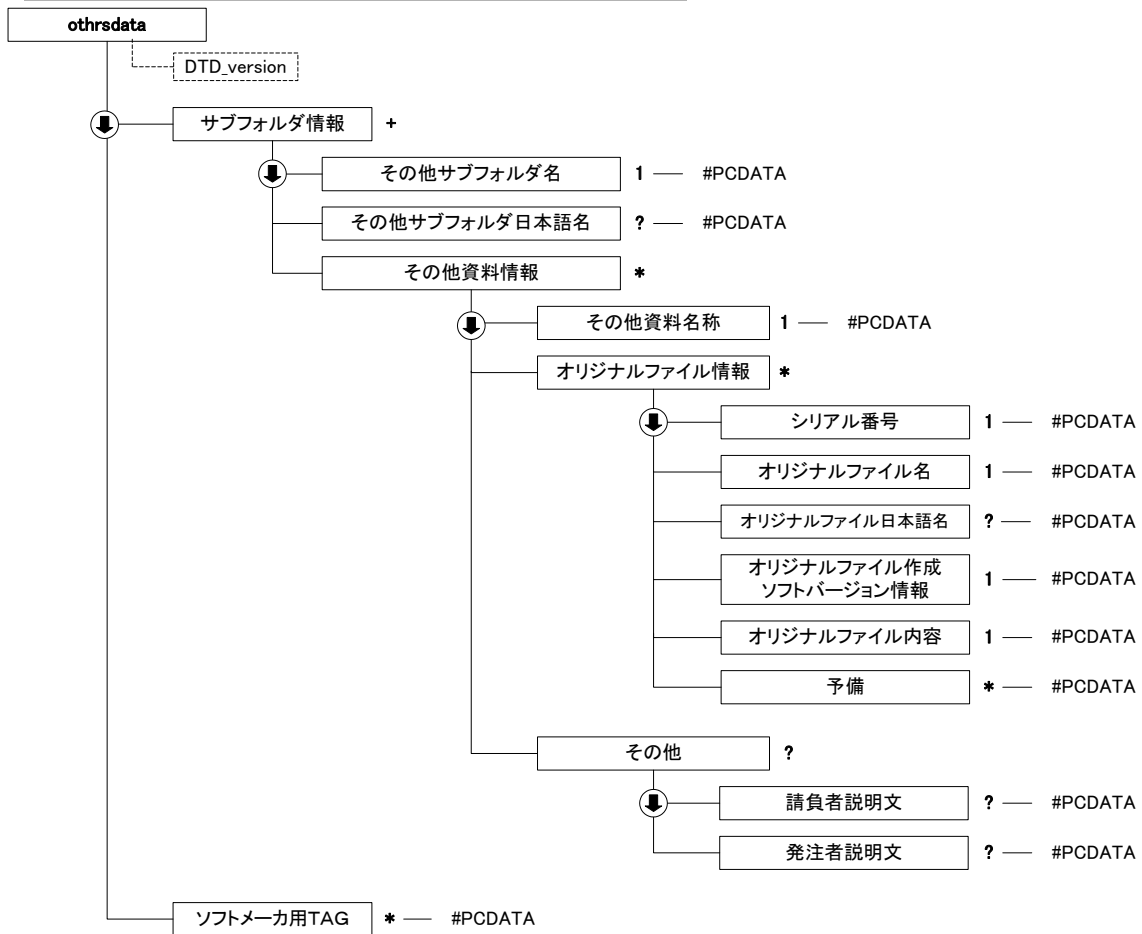 othrsdata
DTD_version
サブフォルダ情報 +
その他サブフォルダ名 1 #PCDATA
その他サブフォルダ日本語名 ? #PCDATA
その他資料情報 *
その他資料名称 1 #PCDATA
オリジナルファイル情報 *
シリアル番号 1 #PCDATA
オリジナルファイル名 1 #PCDATA
オリジナルファイル日本語名 ? #PCDATA
オリジナルファイル作成
ソフトバージョン情報 1 #PCDATA
オリジナルファイル内容 1 #PCDATA
予備 * #PCDATA
その他 ?
請負者説明文 ? #PCDATA
発注者説明文 ? #PCDATA
ソフトメーカ用TAG * #PCDATA